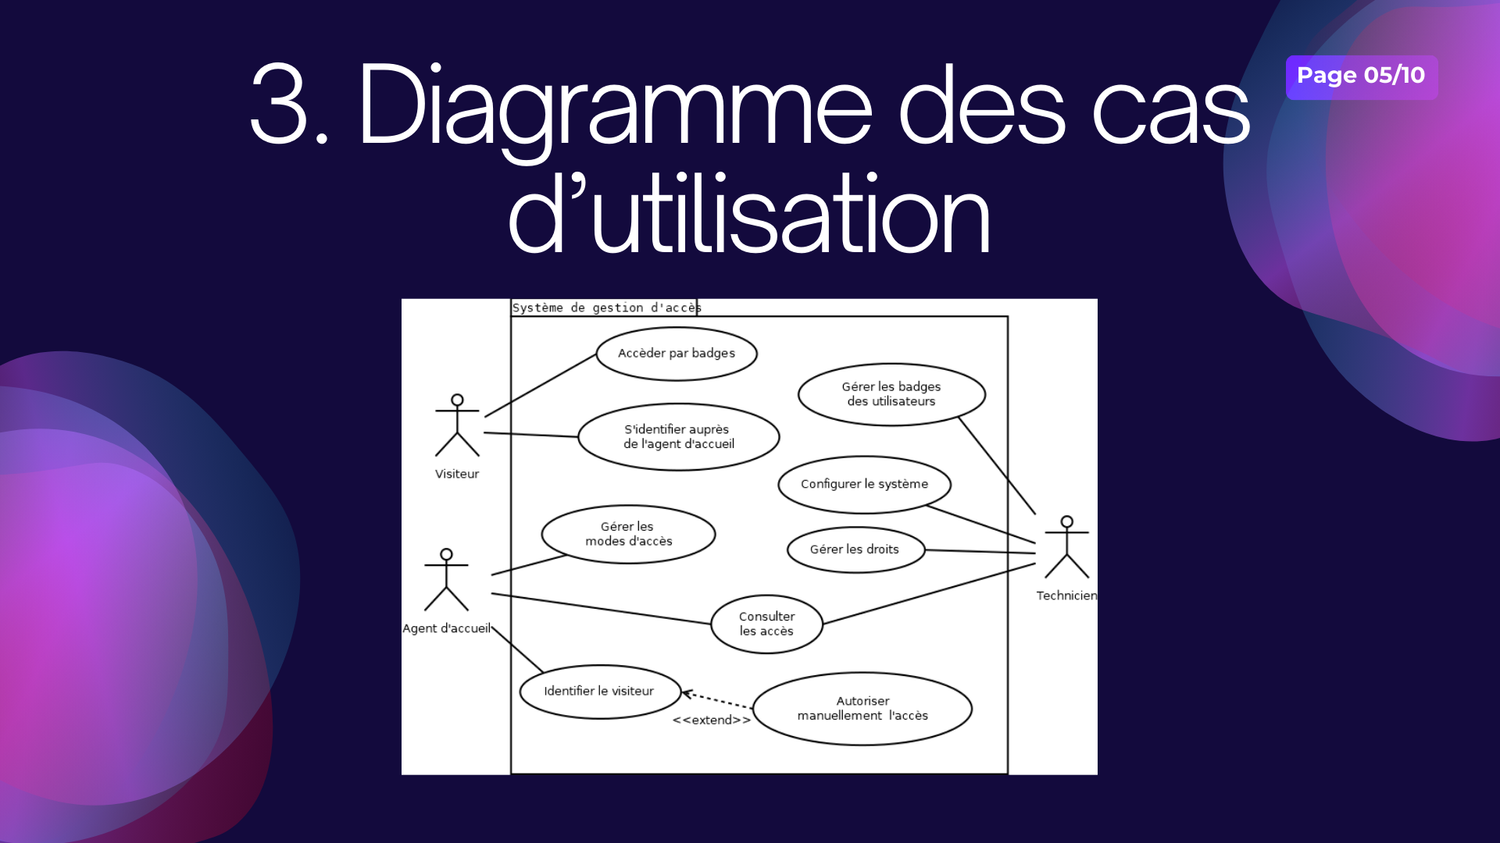 3. Diagramme des cas
d’utilisation
Page 05/10
Système de gestion d'accès
Accèder par badges
Gérer les badges
des utilisateurs
S'identifier auprès
de l'agent d'accueil
Visiteur
Configurer le système
Gérer les
modes d'accès
Gérer les droits
Technicien
Consulter
les accès
Agent d'accueil
Identifier le visiteur
Autoriser
manuellement l'accès
<<extend>>